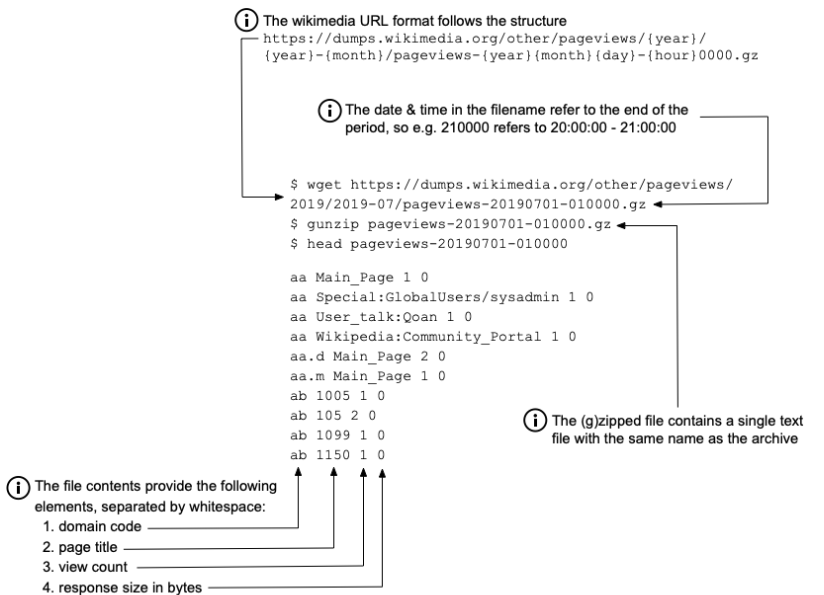 The wikimedia URL format follows the structure
https://dumps.wikimedia.org/other/pageviews/{year}/
{year}-{month}/pageviews-{year}{month}{day}-{hour}0000.gz
The date & time in the filename refer to the end of the
period, so e.g. 210000 refers to 20:00:00 - 21:00:00
$ wget https://dumps.wikimedia.org/other/pageviews/
2019/2019-07/pageviews-20190701-010000.gz
$ gunzip pageviews-20190701-010000.gz
$ head pageviews-20190701-010000
aa Main_Page 1 0
aa Special:GlobalUsers/sysadmin 1 0
aa User_talk:Qoan 1 0
aa Wikipedia:Community_Portal 1 0
aa.d Main_Page 2 0
aa.m Main_Page 1 0
ab 1005 1 0
ab 105 2 0
ab 1099 1 0
ab 1150 1 0
The (g)zipped file contains a single text
file with the same name as the archive
The file contents provide the following
elements, separated by whitespace:
1. domain code
2. page title
3. view count
4. response size in bytes